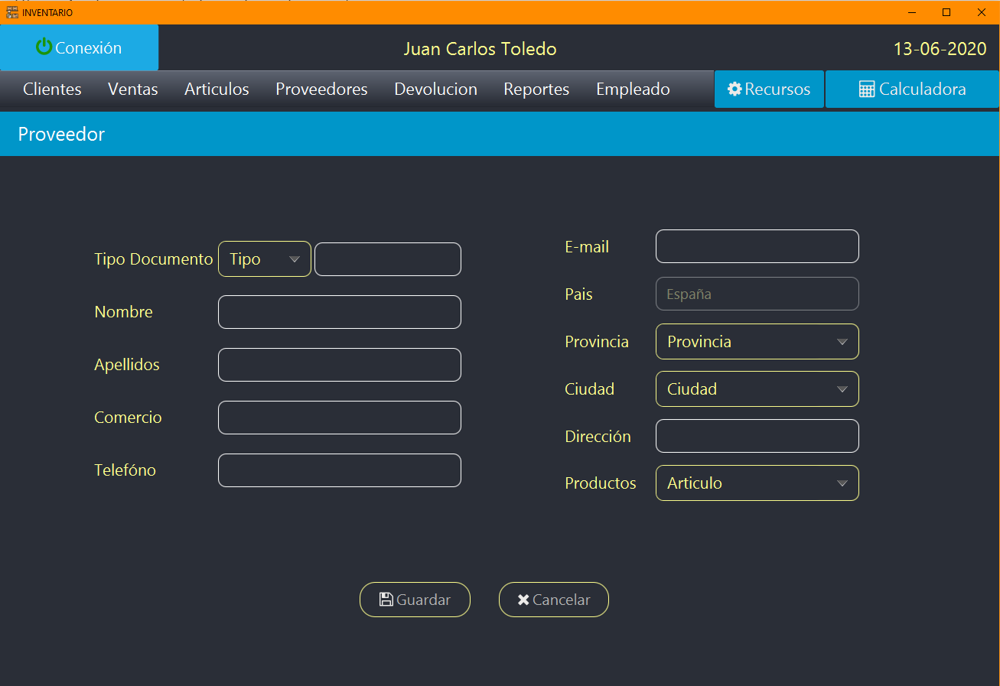 INVENTARIO
Conexión
Juan Carlos Toledo
13-06-2020
Clientes Ventas Articulos Proveedores Devolucion Reportes Empleado Recursos Calculadora
Proveedor
Tipo Documento Tipo
Nombre
Apellidos
Comercio
Telefóno
E-mail
Pais España
Provincia Provincia
Ciudad Ciudad
Dirección
Productos Articulo
Guardar Cancelar